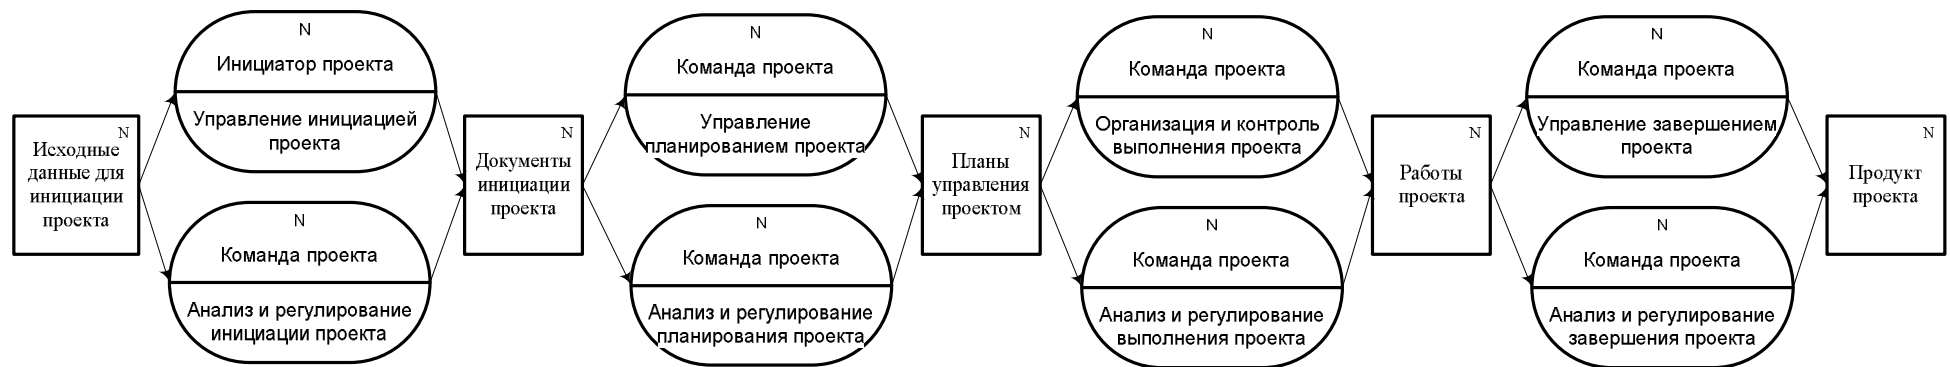 N
Исходные
данные для
инициации
проекта
N
Инициатор проекта
Управление инициацией
проекта
N
Команда проекта
Анализ и регулирование
инициации проекта
N
Документы
инициации
проекта
N
Команда проекта
Управление
планированием проекта
N
Команда проекта
Анализ и регулирование
планирования проекта
N
Планы
управления
проектом
N
Команда проекта
Организация и контроль
выполнения проекта
N
Команда проекта
Анализ и регулирование
выполнения проекта
N
Работы
проекта
N
Команда проекта
Управление завершением
проекта
N
Команда проекта
Анализ и регулирование
завершения проекта
N
Продукт
проекта